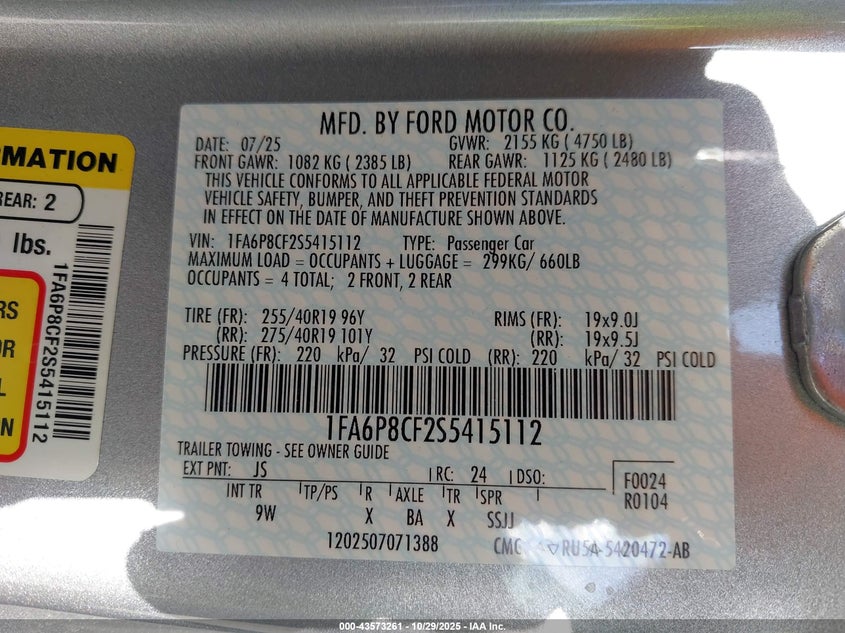 MFD. BY FORD MOTOR CO.
DATE: 07/25 GVWR: 2155 KG ( 4750 LB)
FRONT GAWR: 1082 KG ( 2385 LB) REAR GAWR: 1125 KG ( 2480 LB)
THIS VEHICLE CONFORMS TO ALL APPLICABLE FEDERAL MOTOR
VEHICLE SAFETY, BUMPER, AND THEFT PREVENTION STANDARDS
IN EFFECT ON THE DATE OF MANUFACTURE SHOWN ABOVE.
VIN: 1FA6P8CF2S5415112 TYPE: Passenger Car
MAXIMUM LOAD = OCCUPANTS + LUGGAGE = 299KG/ 660LB
OCCUPANTS = 4 TOTAL; 2 FRONT, 2 REAR
TIRE (FR): 255/40R19 96Y RIMS (FR): 19x9.0J
(RR): 275/40R19 101Y (RR): 19x9.5J
PRESSURE (FR): 220 kPa/ 32 PSI COLD (RR): 220 kPa/ 32 PSI COLD
1FA6P8CF2S5415112
TRAILER TOWING - SEE OWNER GUIDE
EXT PNT: JS RC: 24 DSO: F0024
R0104
INT TR TP/PS R AXLE TR SPR
9W X BA X SSJJ
1202507071388 CMC RU5A-5420472-AB
RMATION
REAR: 2
lbs.
RS
OR
L
N
1FA6P8CF2S5415112
000-43573261 - 10/29/2025 - IAA Inc.